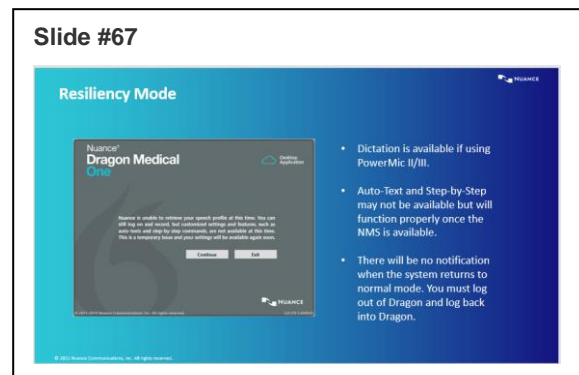 Slide #67
NUANCE
Resiliency Mode
Nuance®
Dragon Medical
One
Desktop
Application
Nuance is unable to retrieve your speech profile at this time. You can
still log on and record, but customized settings and features, such as
auto-texts and step-by-step commands, are not available at this time.
This is a temporary issue and your settings will be available again soon.
Continue
Exit
NUANCE
• Dictation is available if using
PowerMic II/III.
• Auto-Text and Step-by-Step
may not be available but will
function properly once the
NMS is available.
• There will be no notification
when the system returns to
normal mode. You must log
out of Dragon and log back
into Dragon.
© 2021 Nuance Communications, Inc. All rights reserved.